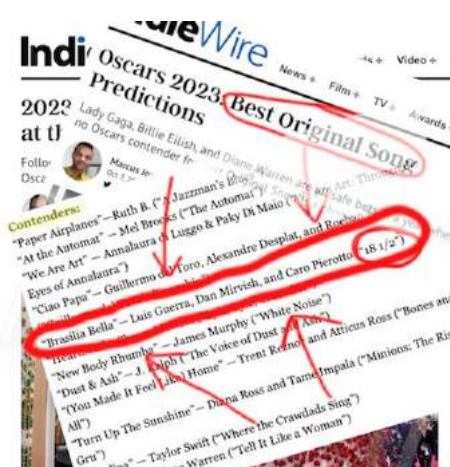 Indi
IndieWire
News + Film + TV + Awards
Video +
Oscars 2023: Best Original Song
Predictions
2023
at th
Lady Gaga, Billie Eilish, and Diane Warren are all safe
no Oscars contender
Follo
Osca
Marcus
Contenders:
"Paper Airplanes" – Ruth B. ("A Jazzman's Blues
"At the Automat" – Mel Brooks ("The Automat")
"We Are Art" – Annalaura di Luggo & Paky Di Maio (
Eyes of Annalaura")
"Ciao Papa" – Guillermo del Toro, Alexandre Desplat, and
"Brasilia Bella" – Luis Guerra, Dan Mirvish, and Caro Pierotto ("18 1/2")
"New Body Rhumba" – James Murphy ("White Noise")
"Dust & Ash" – J. Ralph ("The Voice of Dust and Ash")
"(You Made It Feel Like) Home" – Trent Reznor and Atticus Ross ("Bones and
All")
"Turn Up The Sunshine" – Diana Ross and Tame Impala ("Minions: The Ris
Gru")
– Taylor Swift ("Where the Crawdads Sing")
Warren ("Tell It Like a Woman")